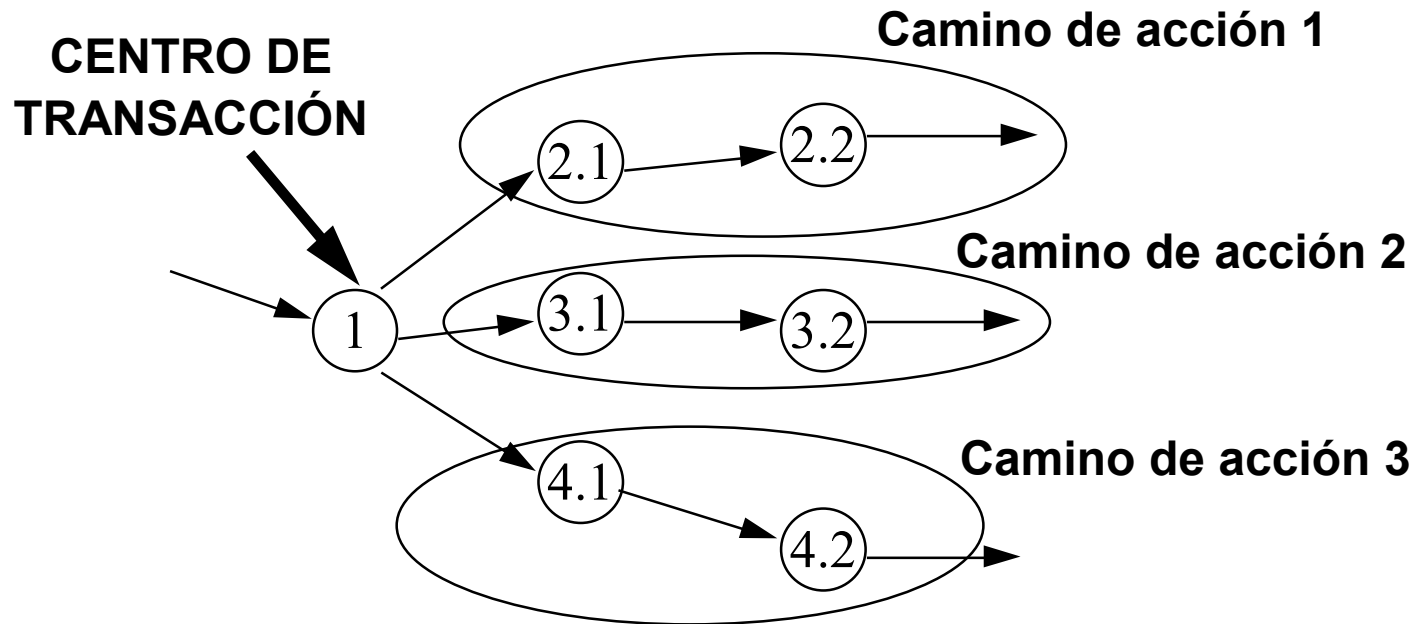 CENTRO DE
TRANSACCIÓN
Camino de acción 1
2.1
2.2
Camino de acción 2
1
3.1
3.2
Camino de acción 3
4.1
4.2